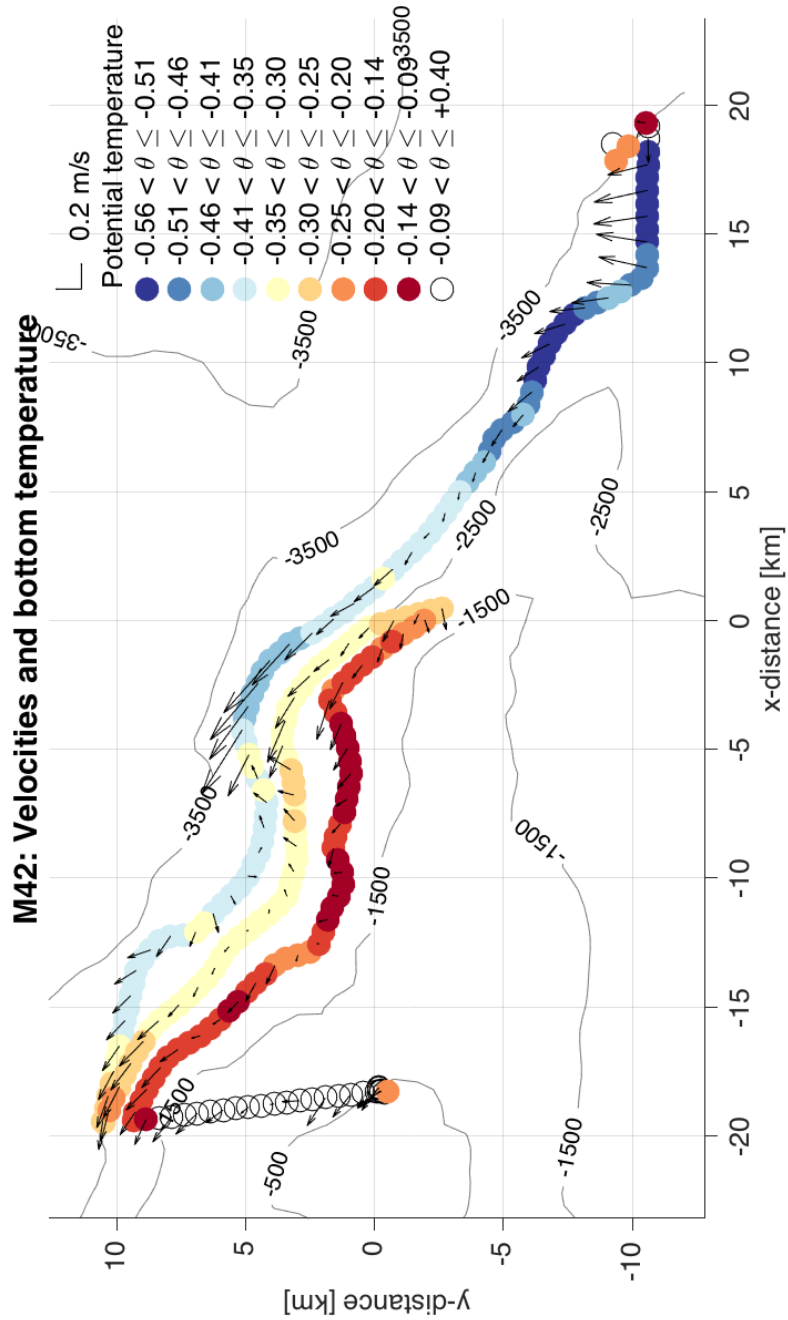 M42: Velocities and bottom temperature
0.2 m/s
Potential temperature
-0.56 < θ ≤ -0.51
-0.51 < θ ≤ -0.46
-0.46 < θ ≤ -0.41
-0.41 < θ ≤ -0.35
-0.35 < θ ≤ -0.30
-0.30 < θ ≤ -0.25
-0.25 < θ ≤ -0.20
-0.20 < θ ≤ -0.14
-0.14 < θ ≤ -0.09
-0.09 < θ ≤ +0.40
-3500
-3500
-3500
3500
-3500
-3500
-2500
-2500
-1500
-1500
-1500
-1500
-500
y-distance [km]
10
5
0
-5
-10
-20
-15
-10
-5
0
5
10
15
20
x-distance [km]